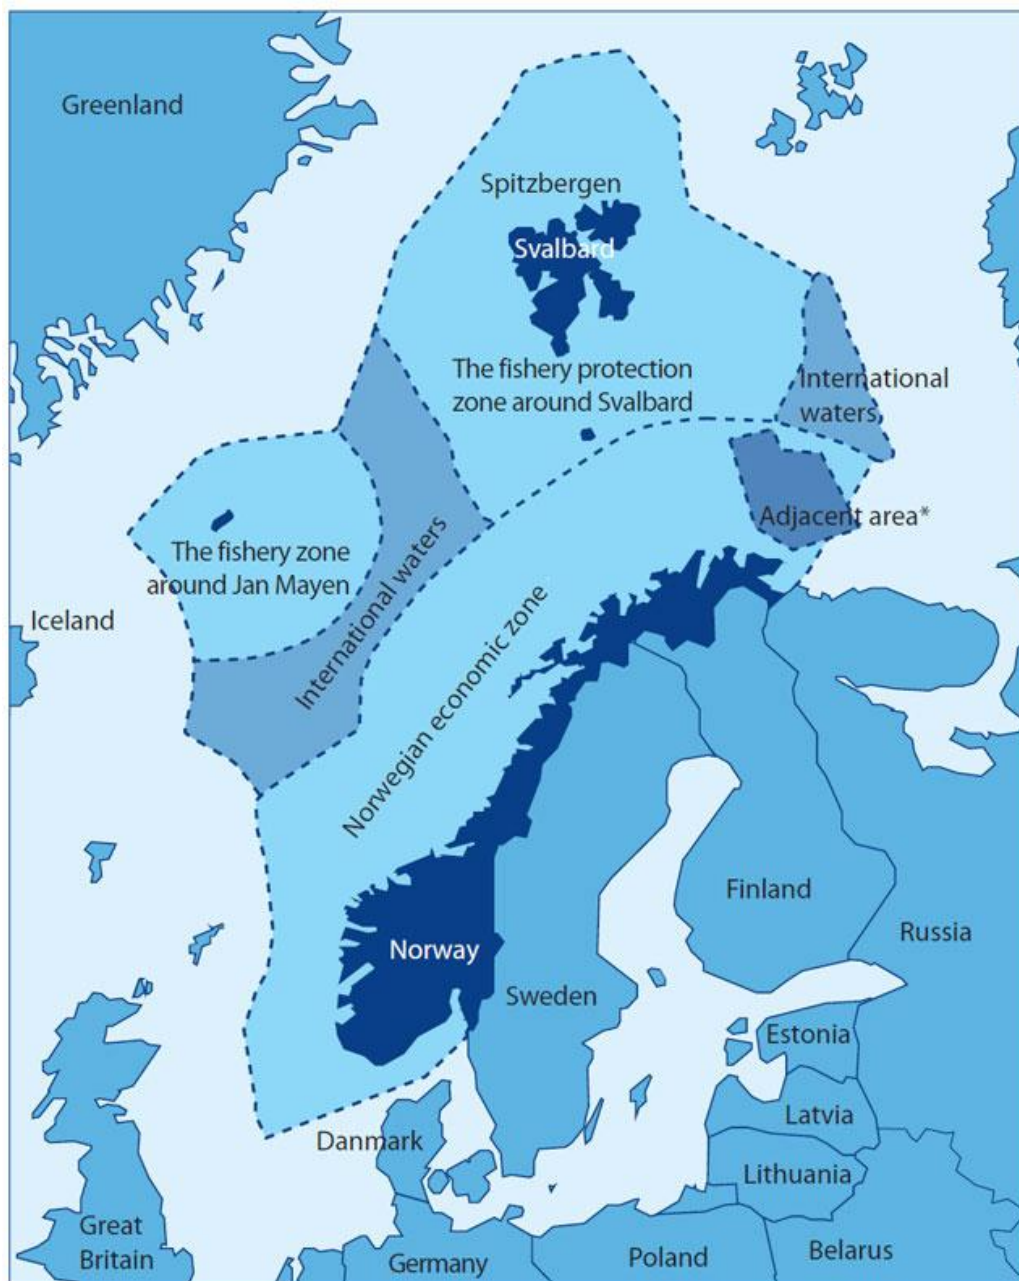 Greenland
Spitzbergen
Svalbard
The fishery protection
zone around Svalbard
International
waters
Adjacent area*
The fishery zone
around Jan Mayen
International waters
Iceland
Norwegian economic zone
Finland
Russia
Norway
Sweden
Estonia
Latvia
Danmark
Lithuania
Great
Britain
Germany
Poland
Belarus